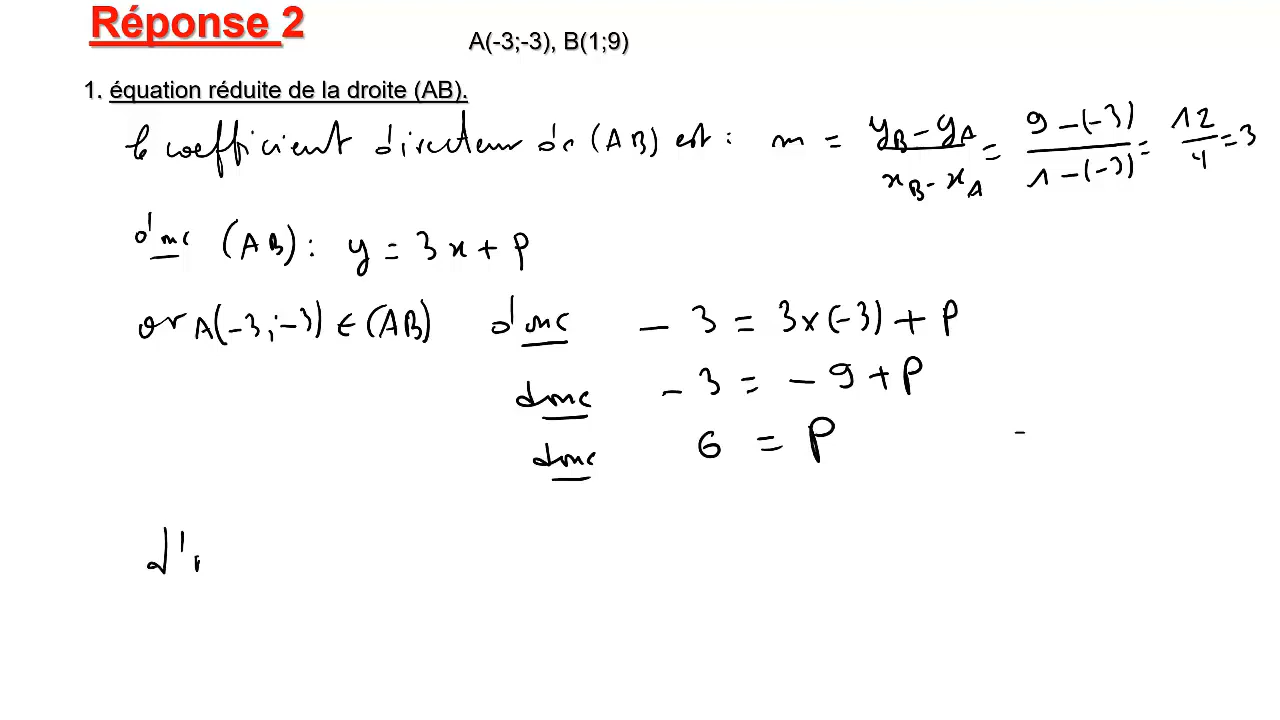 Réponse 2
A(-3;-3), B(1;9)
1. équation réduite de la droite (AB).
le coefficient directeur de (AB) est : m = (yB - yA)/(xB - xA) = (9 - (-3))/(1 - (-3)) = 12/4 = 3
donc (AB) : y = 3x + p
or A(-3 ; -3) ∈ (AB) donc - 3 = 3 × (-3) + p
donc - 3 = - 9 + p
donc 6 = p
d'